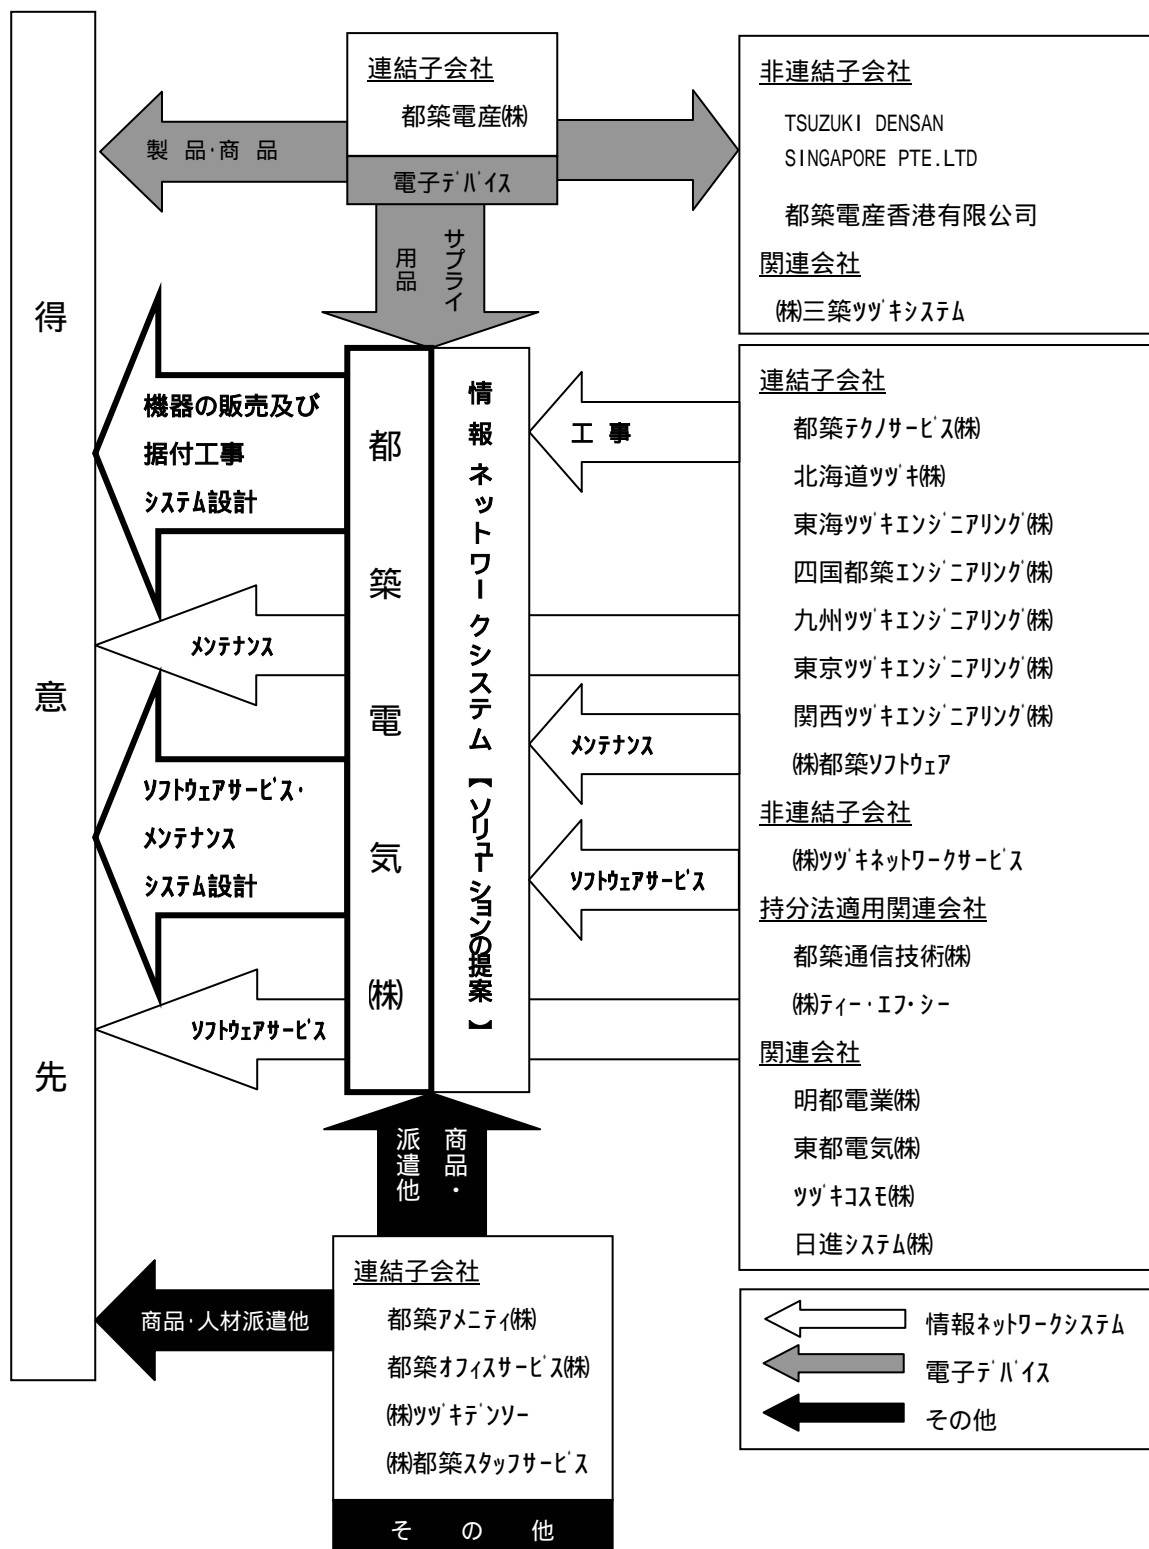 得意先
連結子会社
都築電産㈱
電子ﾃﾞﾊﾞｲｽ
製 品･商 品
サプライ
用品
非連結子会社
TSUZUKI DENSAN
SINGAPORE PTE.LTD
都築電産香港有限公司
関連会社
㈱三築ﾂﾂﾞｷｼｽﾃﾑ
機器の販売及び
据付工事
ｼｽﾃﾑ設計
ﾒﾝﾃﾅﾝｽ
ｿﾌﾄｳｪｱｻｰﾋﾞｽ･
ﾒﾝﾃﾅﾝｽ
ｼｽﾃﾑ設計
ｿﾌﾄｳｪｱｻｰﾋﾞｽ
都築電気㈱
情報ネットワークシステム【ソリューションの提案】
工 事
ﾒﾝﾃﾅﾝｽ
ｿﾌﾄｳｪｱｻｰﾋﾞｽ
連結子会社
都築ﾃｸﾉｻｰﾋﾞｽ㈱
北海道ﾂﾂﾞｷ㈱
東海ﾂﾂﾞｷｴﾝｼﾞﾆｱﾘﾝｸﾞ㈱
四国都築ｴﾝｼﾞﾆｱﾘﾝｸﾞ㈱
九州ﾂﾂﾞｷｴﾝｼﾞﾆｱﾘﾝｸﾞ㈱
東京ﾂﾂﾞｷｴﾝｼﾞﾆｱﾘﾝｸﾞ㈱
関西ﾂﾂﾞｷｴﾝｼﾞﾆｱﾘﾝｸﾞ㈱
㈱都築ｿﾌﾄｳｪｱ
非連結子会社
㈱ﾂﾂﾞｷﾈｯﾄﾜｰｸｻｰﾋﾞｽ
持分法適用関連会社
都築通信技術㈱
㈱ﾃｨｰ･ｴﾌ･ｼｰ
関連会社
明都電業㈱
東都電気㈱
ﾂﾂﾞｷｺｽﾓ㈱
日進ｼｽﾃﾑ㈱
商品・
派遣他
商品･人材派遣他
連結子会社
都築ｱﾒﾆﾃｨ㈱
都築ｵﾌｨｽｻｰﾋﾞｽ㈱
㈱ﾂﾂﾞｷﾃﾞﾝｿｰ
㈱都築ｽﾀｯﾌｻｰﾋﾞｽ
そ の 他
情報ﾈｯﾄﾜｰｸｼｽﾃﾑ
電子ﾃﾞﾊﾞｲｽ
その他